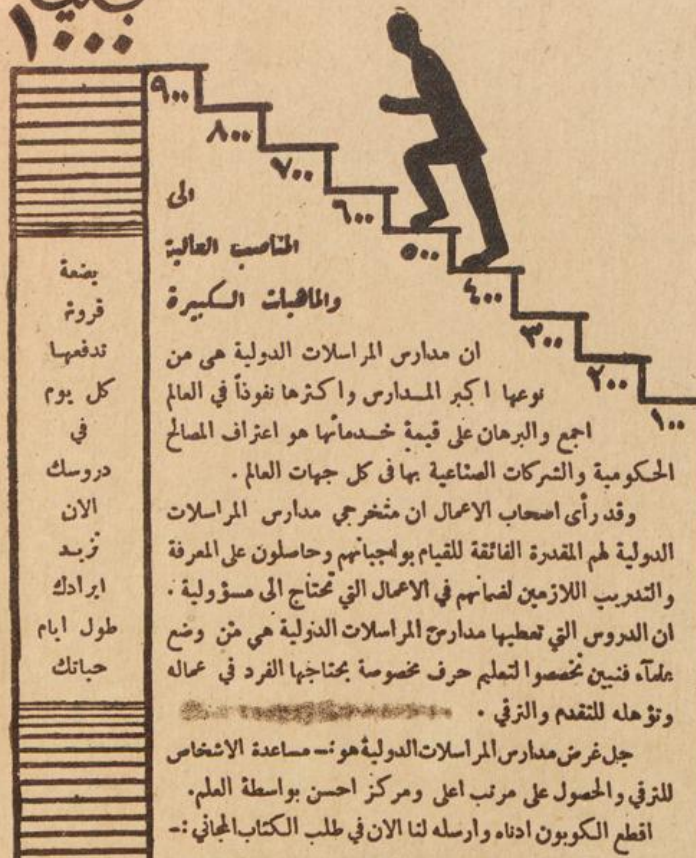 جنيه
١٠٠٠
٩٠٠
٨٠٠
٧٠٠
٦٠٠
٥٠٠
٤٠٠
٣٠٠
٢٠٠
١٠٠
الى
المناصب العالية
والماهيات الكبيرة
ان مدارس المراسلات الدولية هى من
نوعها اكبر المدارس واكثرها نفوذاً في العالم
اجمع والبرهان على قيمة خدماتها هو اعتراف المصالح
الحكومية والشركات الصناعية بها فى كل جهات العالم .
وقد رأى اصحاب الاعمال ان متخرجي مدارس المراسلات
الدولية لهم المقدرة الفائقة للقيام بواجباتهم وحاصلون على المعرفة
والتدريب اللازمين لضمانهم في الاعمال التي تحتاج الى مسؤولية .
ان الدروس التي تعطيها مدارس المراسلات الدولية هي من وضع
علماء فنيين تخصصوا لتعليم حرف مخصوصة يحتاجها الفرد في عماله
وتؤهله للتقدم والترقي .
جل غرض مدارس المراسلات الدولية هو :ـ مساعدة الاشخاص
للترقي والحصول على مرتب اعلى ومركز احسن بواسطة العلم.
اقطع الكوبون ادناه وارسله لنا الان في طلب الكتاب المجاني :ـ
بضعة
قروش
تدفعها
كل يوم
في
دروسك
الان
تزيد
ايرادك
طول ايام
حياتك